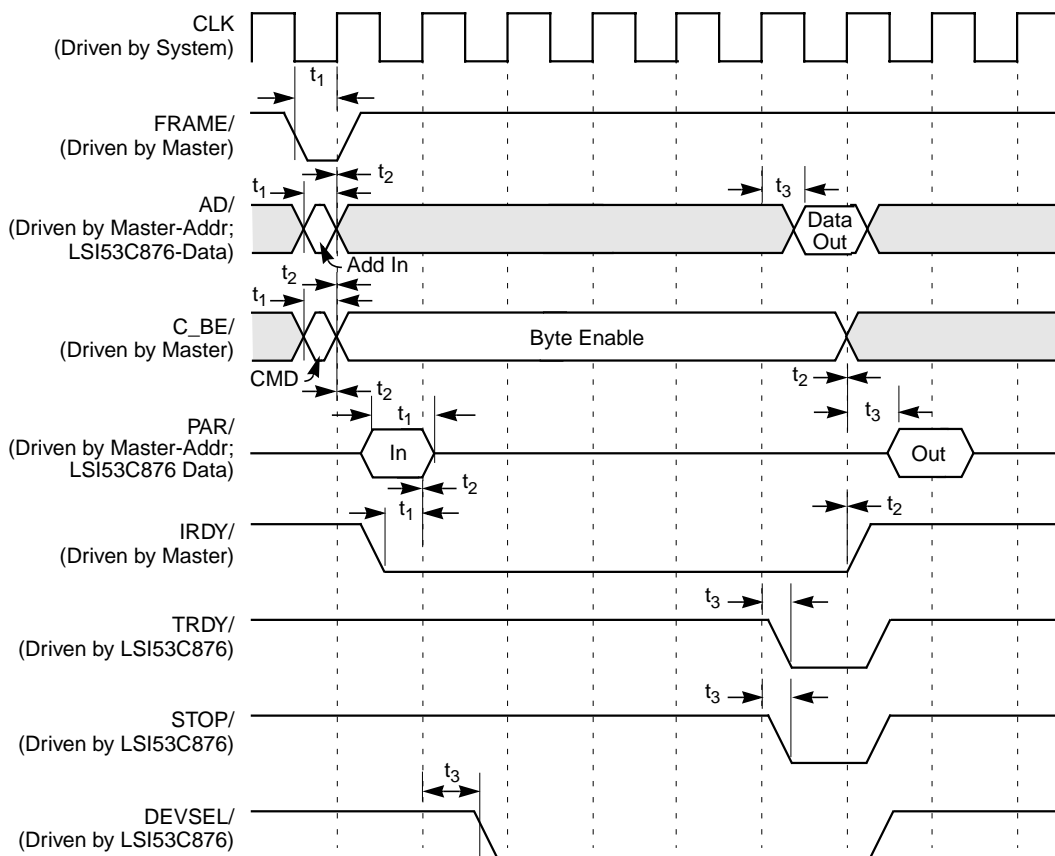 CLK
(Driven by System)
t1
FRAME/
(Driven by Master)
t2
t1
t3
AD/
(Driven by Master-Addr;
LSI53C876-Data)
Data
Out
Add In
t2
t1
C_BE/
(Driven by Master)
Byte Enable
CMD
t2
t2
t1
t3
PAR/
(Driven by Master-Addr;
LSI53C876 Data)
In
Out
t2
t1
t2
IRDY/
(Driven by Master)
t3
TRDY/
(Driven by LSI53C876)
t3
STOP/
(Driven by LSI53C876)
t3
DEVSEL/
(Driven by LSI53C876)